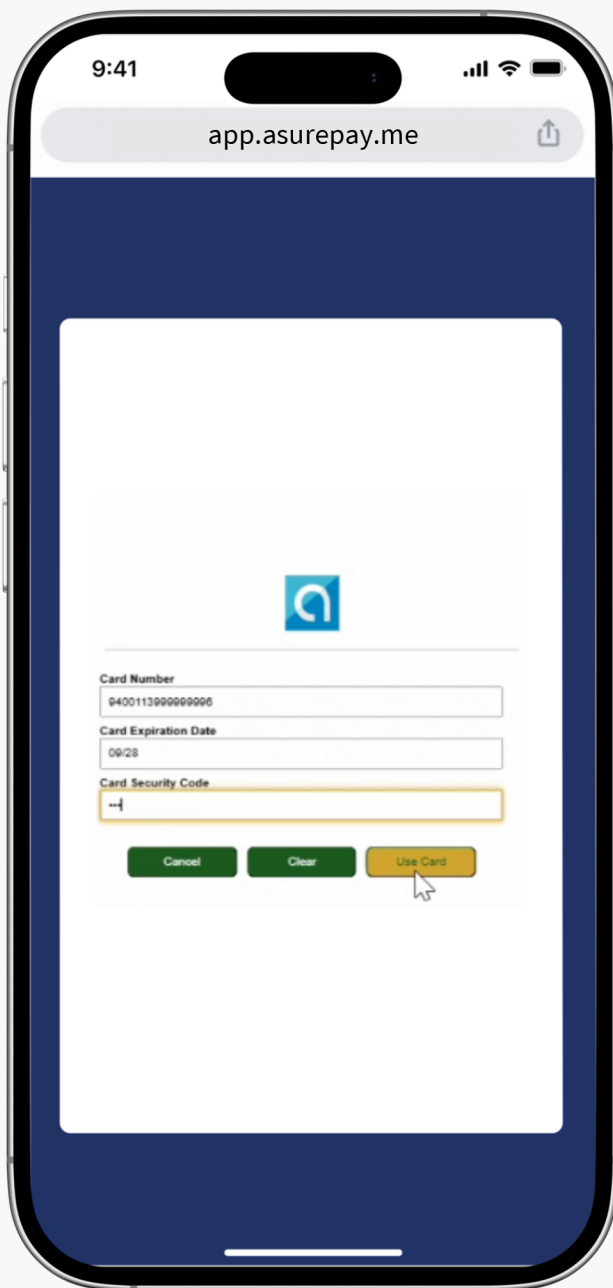 9:41
app.asurepay.me
Card Number
9400113999999996
Card Expiration Date
09/28
Card Security Code
•••
Cancel Clear Use Card